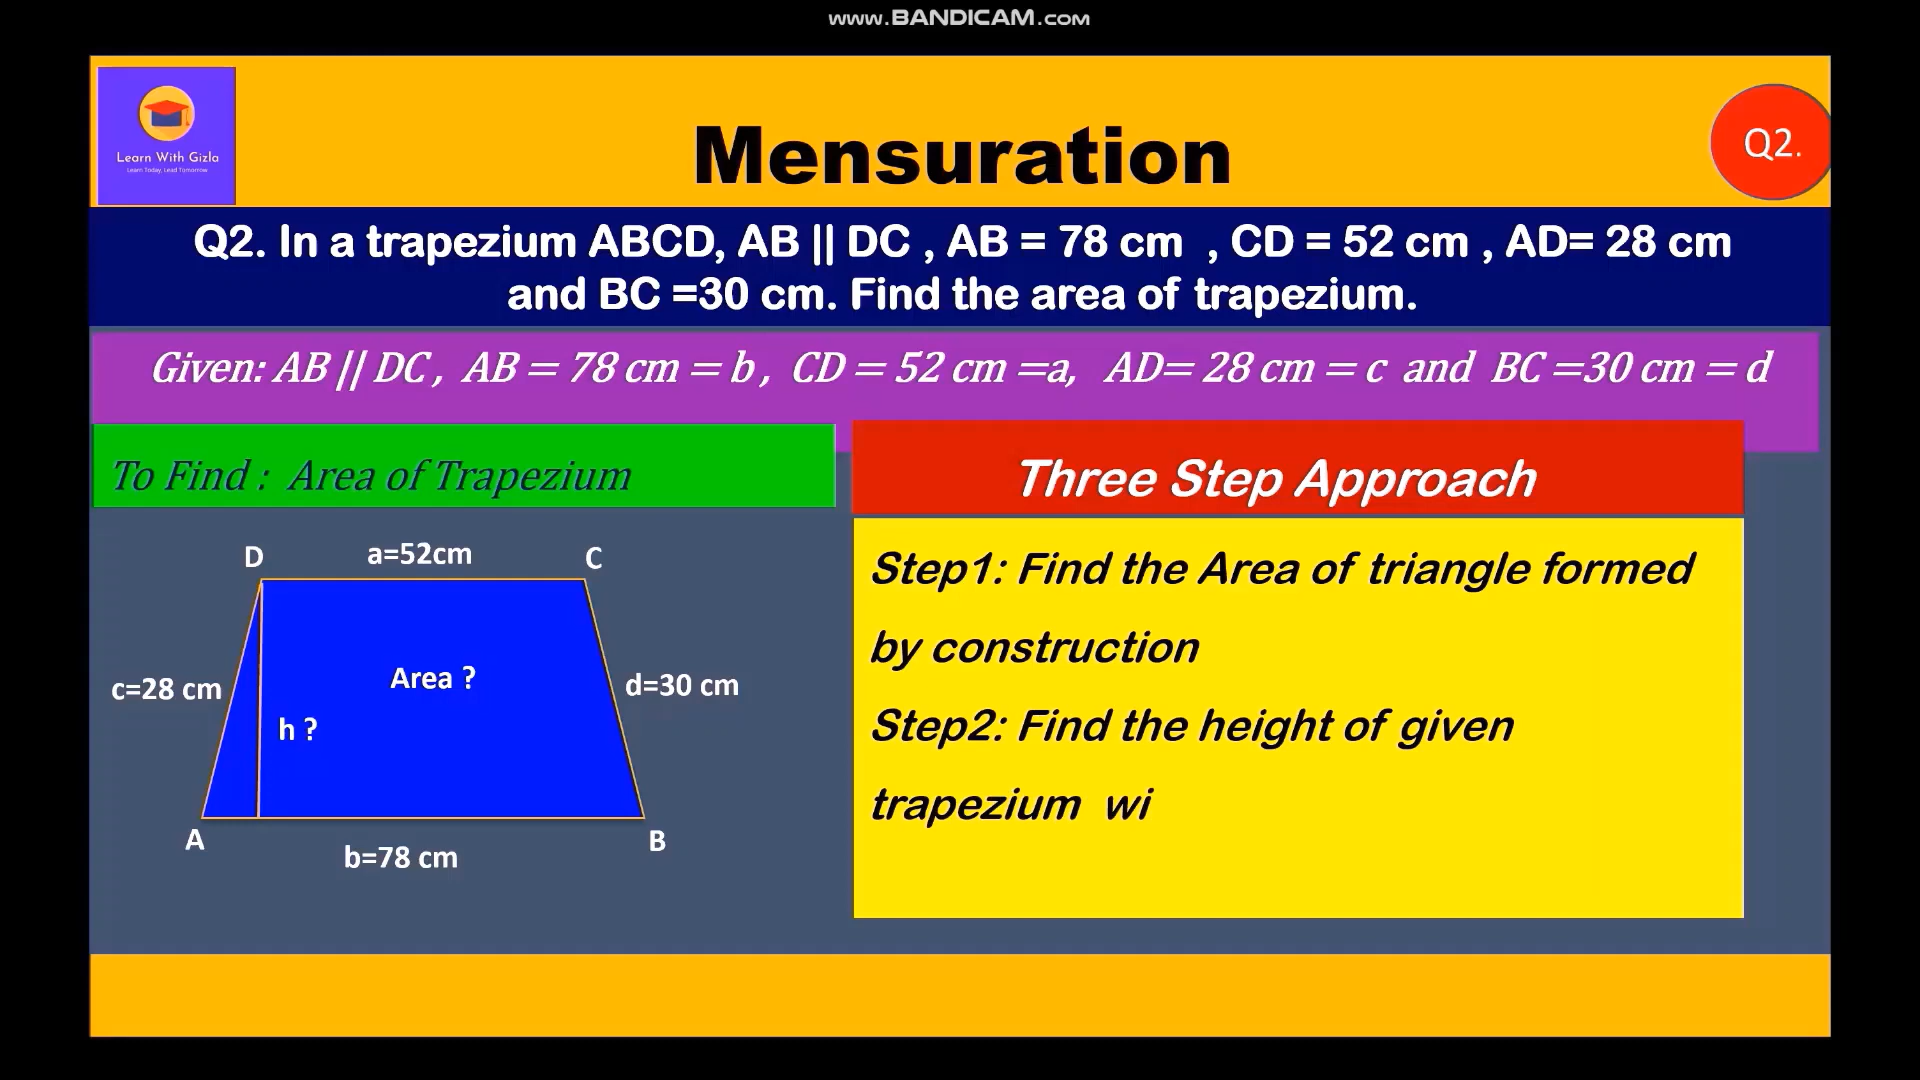 www.BANDICAM.com
Learn With Gizla
Learn Today, Lead Tomorrow
Mensuration
Q2.
Q2. In a trapezium ABCD, AB || DC , AB = 78 cm , CD = 52 cm , AD= 28 cm
and BC =30 cm. Find the area of trapezium.
Given: AB // DC , AB = 78 cm = b , CD = 52 cm =a, AD= 28 cm = c and BC =30 cm = d
To Find : Area of Trapezium
Three Step Approach
D
a=52cm
C
c=28 cm
Area ?
d=30 cm
h ?
A
B
b=78 cm
Step1: Find the Area of triangle formed
by construction
Step2: Find the height of given
trapezium wi